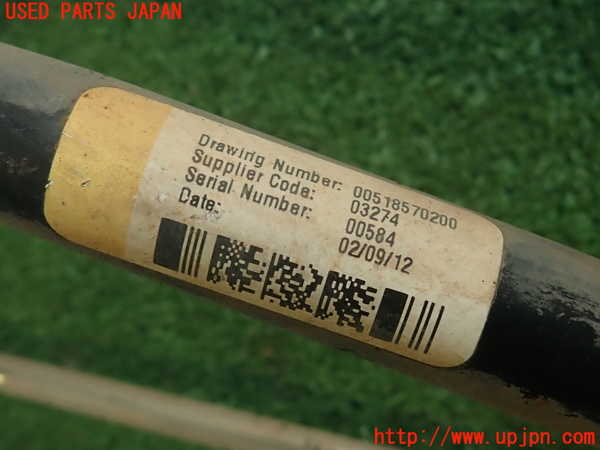 USED PARTS JAPAN
Drawing Number: 00518570200
Supplier Code: 03274
Serial Number: 00584
Date: 02/09/12
http://www.upjpn.com/